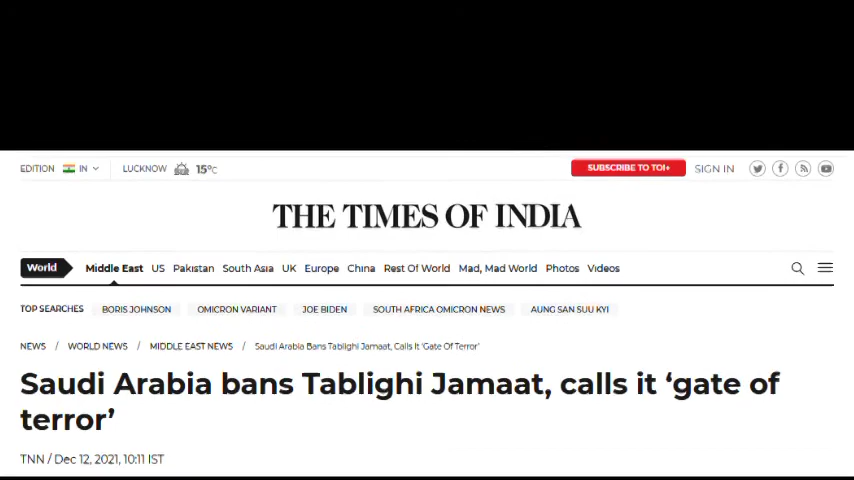 EDITION IN LUCKNOW 15°C SUBSCRIBE TO TOI+ SIGN IN
THE TIMES OF INDIA
World Middle East US Pakistan South Asia UK Europe China Rest Of World Mad, Mad World Photos Videos
TOP SEARCHES BORIS JOHNSON OMICRON VARIANT JOE BIDEN SOUTH AFRICA OMICRON NEWS AUNG SAN SUU KYI
NEWS / WORLD NEWS / MIDDLE EAST NEWS / Saudi Arabia Bans Tablighi Jamaat, Calls It 'Gate Of Terror'
Saudi Arabia bans Tablighi Jamaat, calls it ‘gate of
terror’
TNN / Dec 12, 2021, 10:11 IST